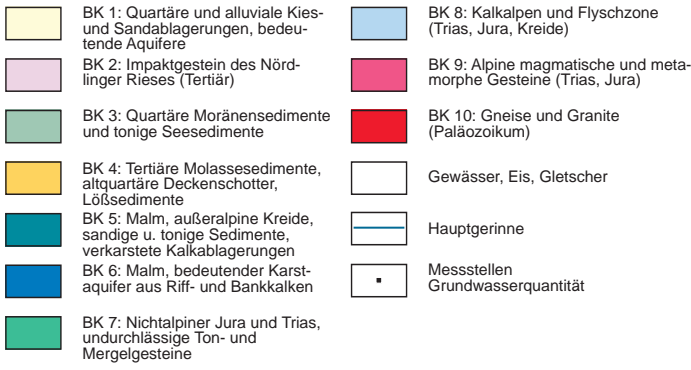 BK 1: Quartäre und alluviale Kies-
und Sandablagerungen, bedeu-
tende Aquifere
BK 2: Impaktgestein des Nörd-
linger Rieses (Tertiär)
BK 3: Quartäre Moränensedimente
und tonige Seesedimente
BK 4: Tertiäre Molassesedimente,
altquartäre Deckenschotter,
Lößsedimente
BK 5: Malm, außeralpine Kreide,
sandige u. tonige Sedimente,
verkarstete Kalkablagerungen
BK 6: Malm, bedeutender Karst-
aquifer aus Riff- und Bankkalken
BK 7: Nichtalpiner Jura und Trias,
undurchlässige Ton- und
Mergelgesteine
BK 8: Kalkalpen und Flyschzone
(Trias, Jura, Kreide)
BK 9: Alpine magmatische und meta-
morphe Gesteine (Trias, Jura)
BK 10: Gneise und Granite
(Paläozoikum)
Gewässer, Eis, Gletscher
Hauptgerinne
Messstellen
Grundwasserquantität